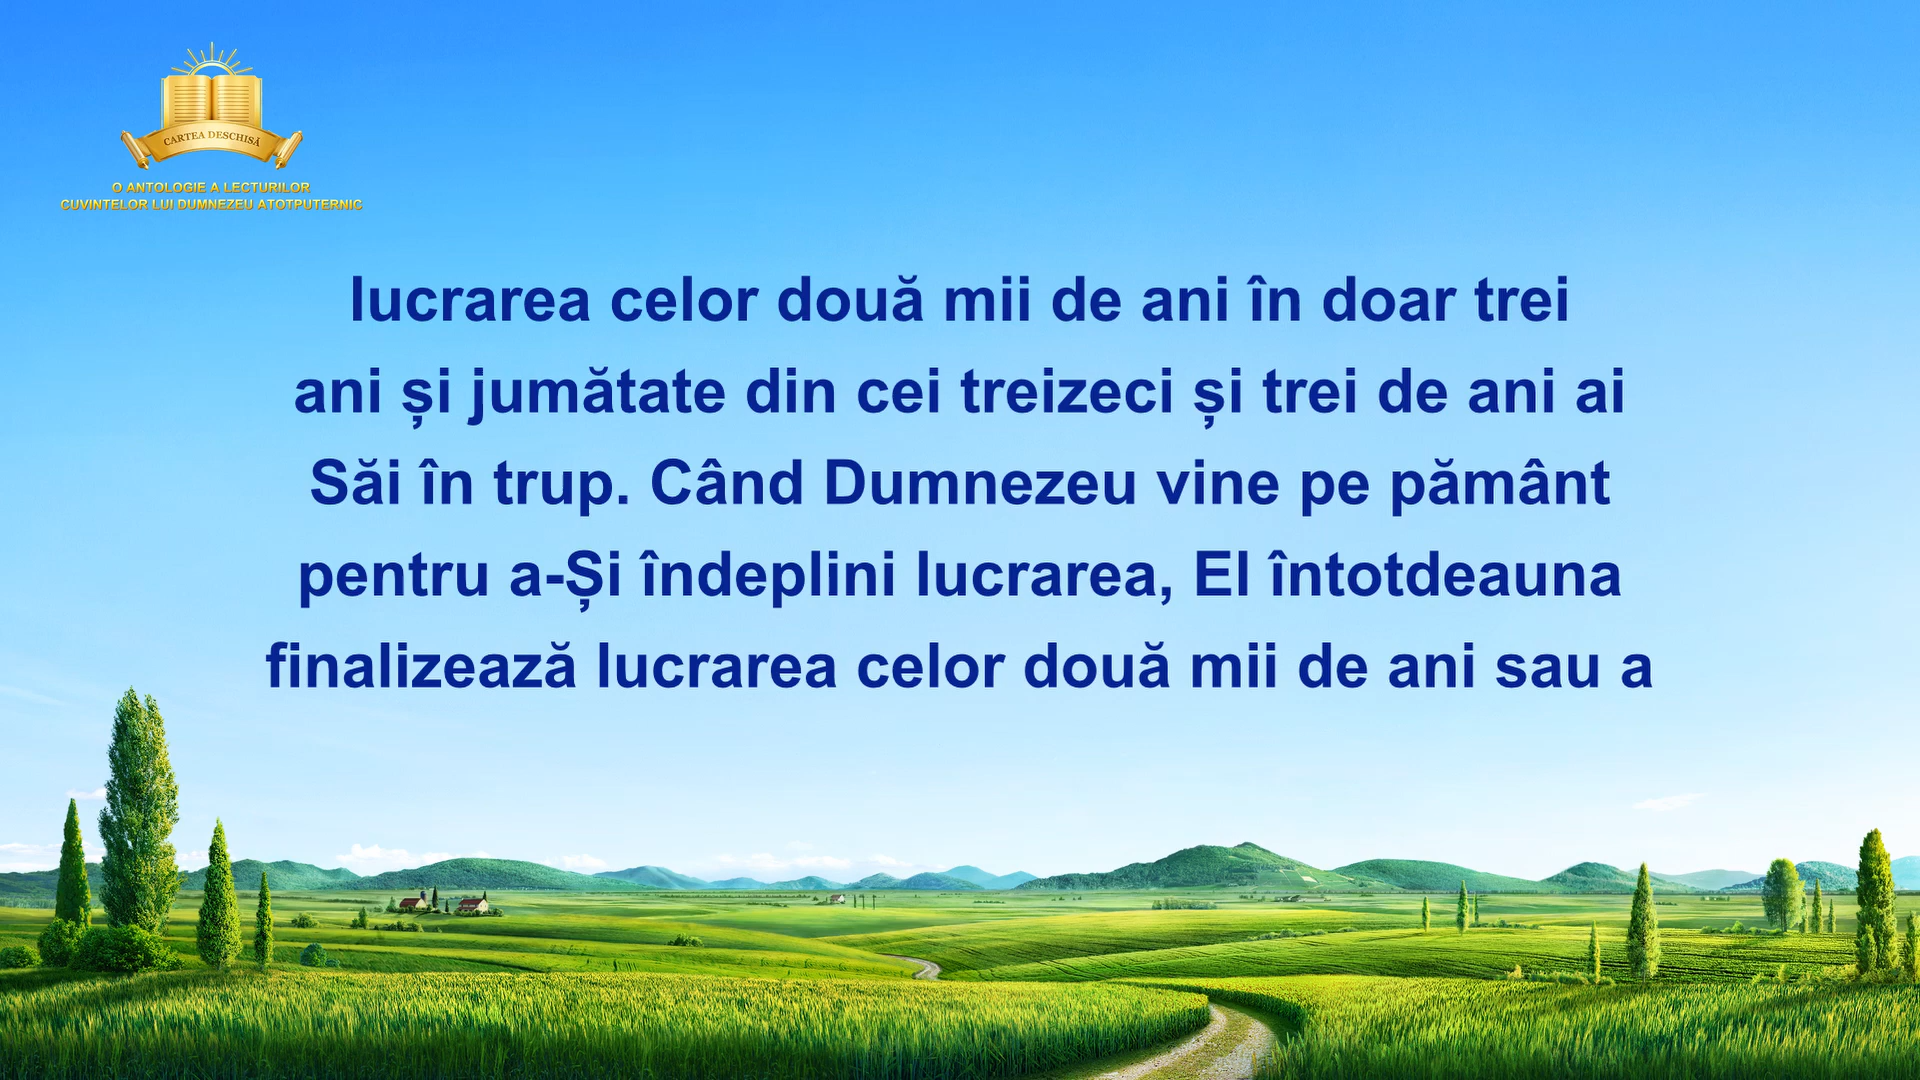 CARTEA DESCHISĂ
O ANTOLOGIE A LECTURILOR
CUVINTELOR LUI DUMNEZEU ATOTPUTERNIC
lucrarea celor două mii de ani în doar trei
ani și jumătate din cei treizeci și trei de ani ai
Săi în trup. Când Dumnezeu vine pe pământ
pentru a-Și îndeplini lucrarea, El întotdeauna
finalizează lucrarea celor două mii de ani sau a